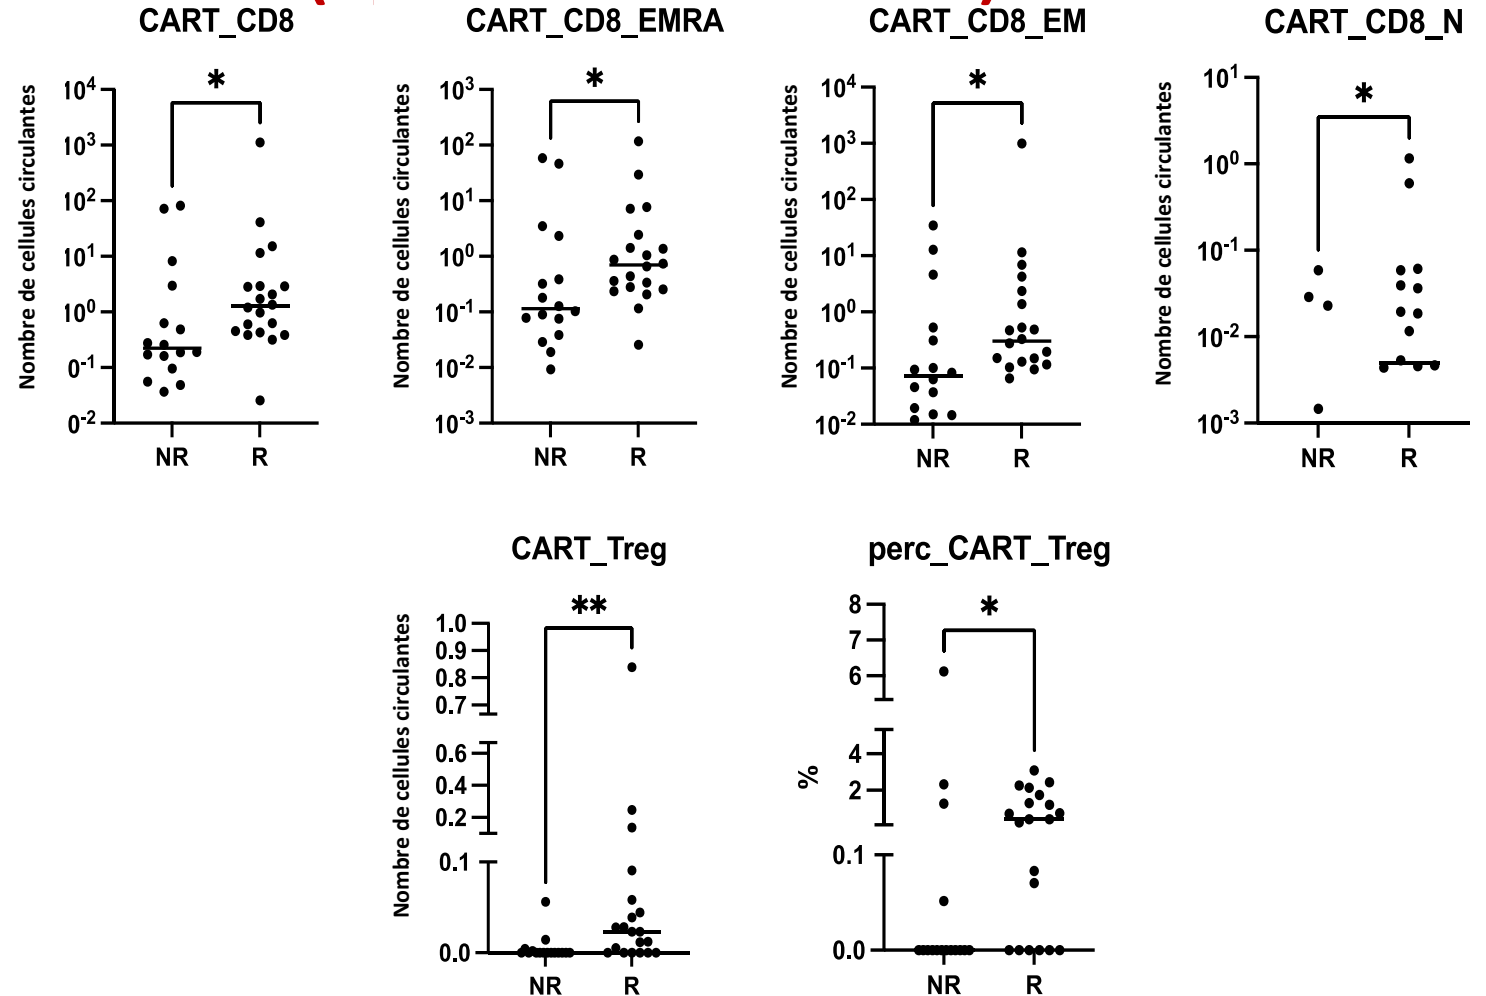 CART_CD8
Nombre de cellules circulantes
*
10⁴
10³
10²
10¹
10⁰
10⁻¹
0⁻²
NR R
CART_CD8_EMRA
Nombre de cellules circulantes
*
10³
10²
10¹
10⁰
10⁻¹
10⁻²
10⁻³
NR R
CART_CD8_EM
Nombre de cellules circulantes
*
10⁴
10³
10²
10¹
10⁰
10⁻¹
10⁻²
NR R
CART_CD8_N
Nombre de cellules circulantes
*
10¹
10⁰
10⁻¹
10⁻²
10⁻³
NR R
CART_Treg
Nombre de cellules circulantes
**
1.0
0.9
0.8
0.7
0.6
0.4
0.2
0.1
0.0
NR R
perc_CART_Treg
%
*
8
7
6
4
2
0.1
0.0
NR R